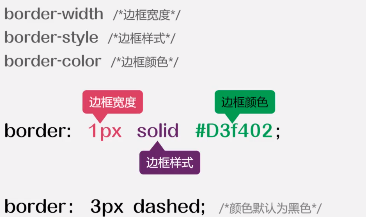 border-width /*边框宽度*/
border-style /*边框样式*/
border-color /*边框颜色*/
边框宽度 边框颜色
border: 1px solid #D3f402;
边框样式
border: 3px dashed; /*颜色默认为黑色*/